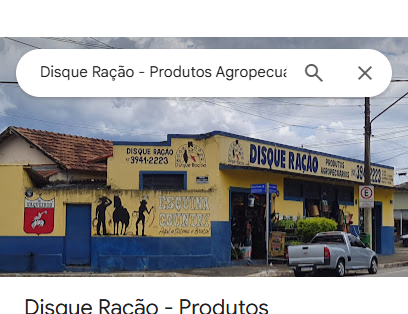 Disque Ração - Produtos Agropecuá
DISQUE RAÇÃO
3941-2223
Disque Ração
DISQUE RAÇÃO
PRODUTOS
AGROPECUÁRIOS
3941-2223
ESQUINA
COUNTRY
E
Disque Ração - Produtos